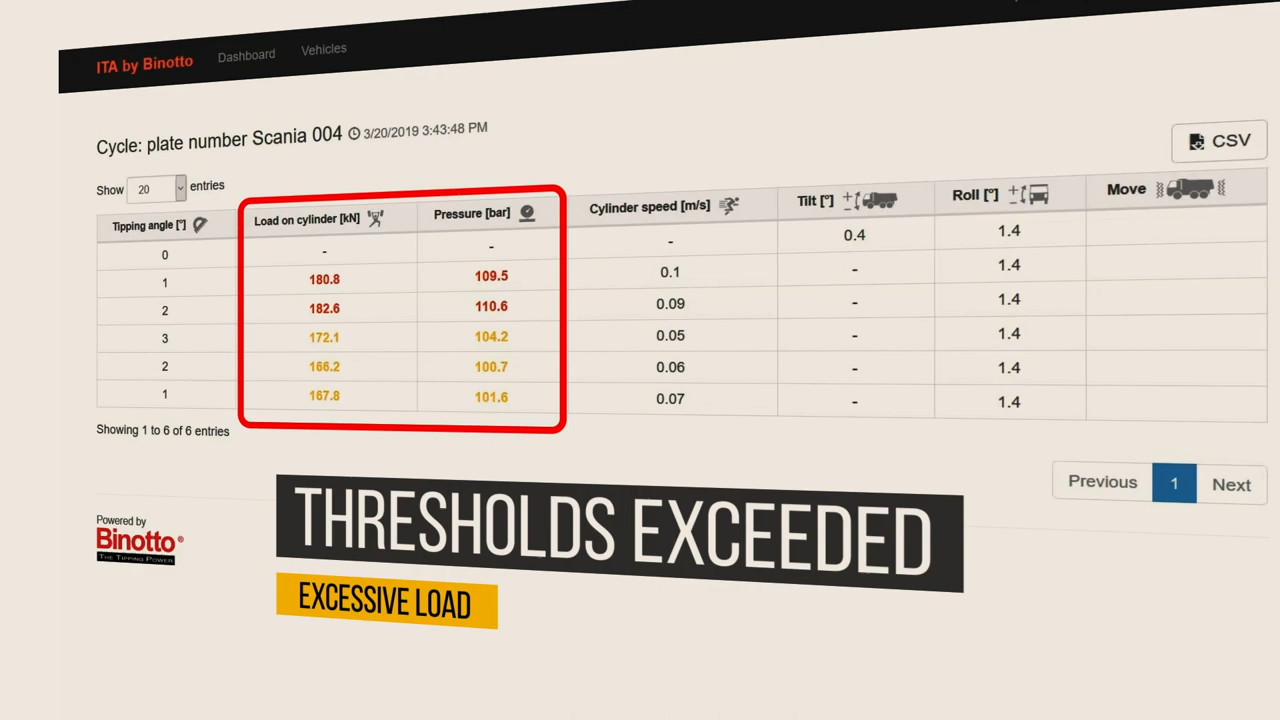 ITA by Binotto Dashboard Vehicles
Cycle: plate number Scania 004 3/20/2019 3:43:48 PM
CSV
Show 20 entries
Tipping angle [°] Load on cylinder [kN] Pressure [bar] Cylinder speed [m/s] Tilt [°] Roll [°] Move
0 - - - 0.4 1.4
1 180.8 109.5 0.1 - 1.4
2 182.6 110.6 0.09 - 1.4
3 172.1 104.2 0.05 - 1.4
2 166.2 100.7 0.06 - 1.4
1 167.8 101.6 0.07 - 1.4
Showing 1 to 6 of 6 entries
Previous 1 Next
Powered by
Binotto®
THE TIPPING POWER
THRESHOLDS EXCEEDED
EXCESSIVE LOAD